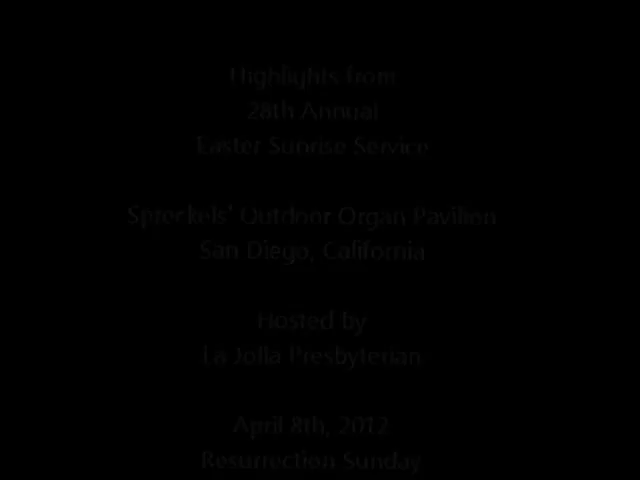 Highlights from
28th Annual
Easter Sunrise Service
Spreckels' Outdoor Organ Pavilion
San Diego, California
Hosted by
La Jolla Presbyterian
April 8th, 2012
Resurrection Sunday